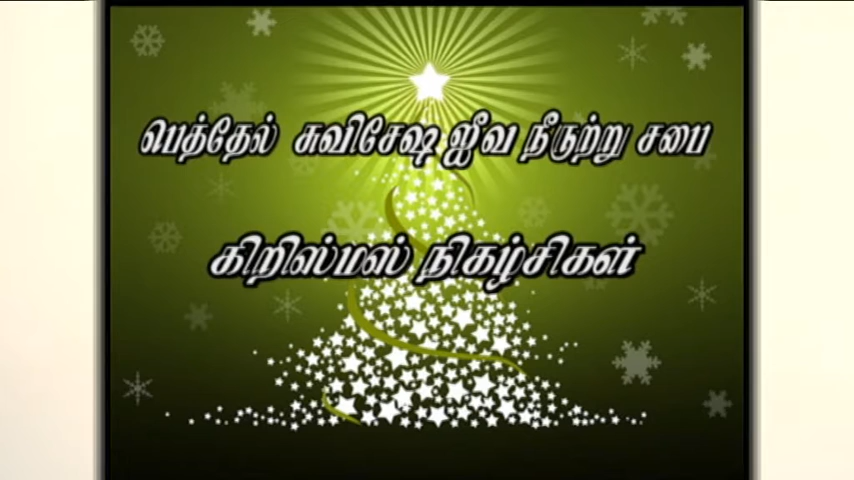 பெத்தேல் சுவிசேஷ ஜீவ நீருற்று சபை
கிறிஸ்மஸ் நிகழ்சிகள்